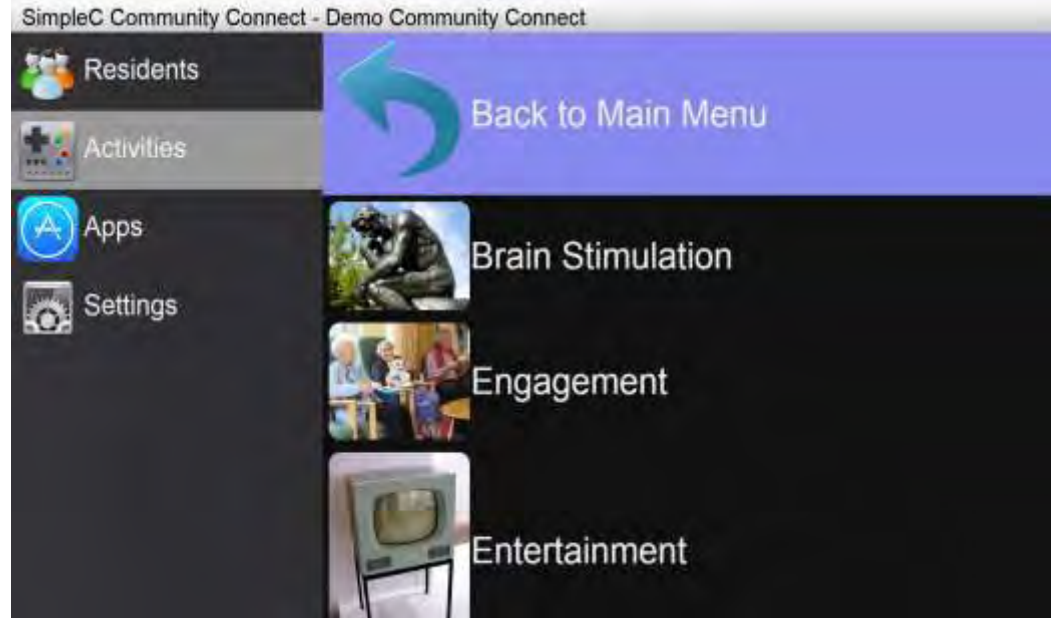 SimpleC Community Connect - Demo Community Connect
Residents
Activities
Apps
Settings
Back to Main Menu
Brain Stimulation
Engagement
Entertainment